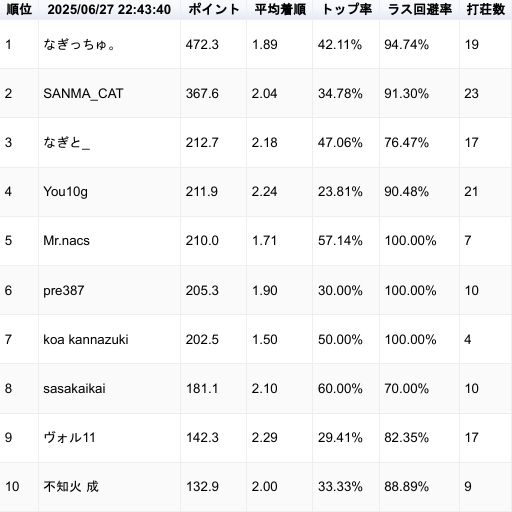 順位 2025/06/27 22:43:40 ポイント 平均着順 トップ率 ラス回避率 打荘数
1 なぎっちゅ。 472.3 1.89 42.11% 94.74% 19
2 SANMA_CAT 367.6 2.04 34.78% 91.30% 23
3 なぎと_ 212.7 2.18 47.06% 76.47% 17
4 You10g 211.9 2.24 23.81% 90.48% 21
5 Mr.nacs 210.0 1.71 57.14% 100.00% 7
6 pre387 205.3 1.90 30.00% 100.00% 10
7 koa kannazuki 202.5 1.50 50.00% 100.00% 4
8 sasakaikai 181.1 2.10 60.00% 70.00% 10
9 ヴォル11 142.3 2.29 29.41% 82.35% 17
10 不知火 成 132.9 2.00 33.33% 88.89% 9